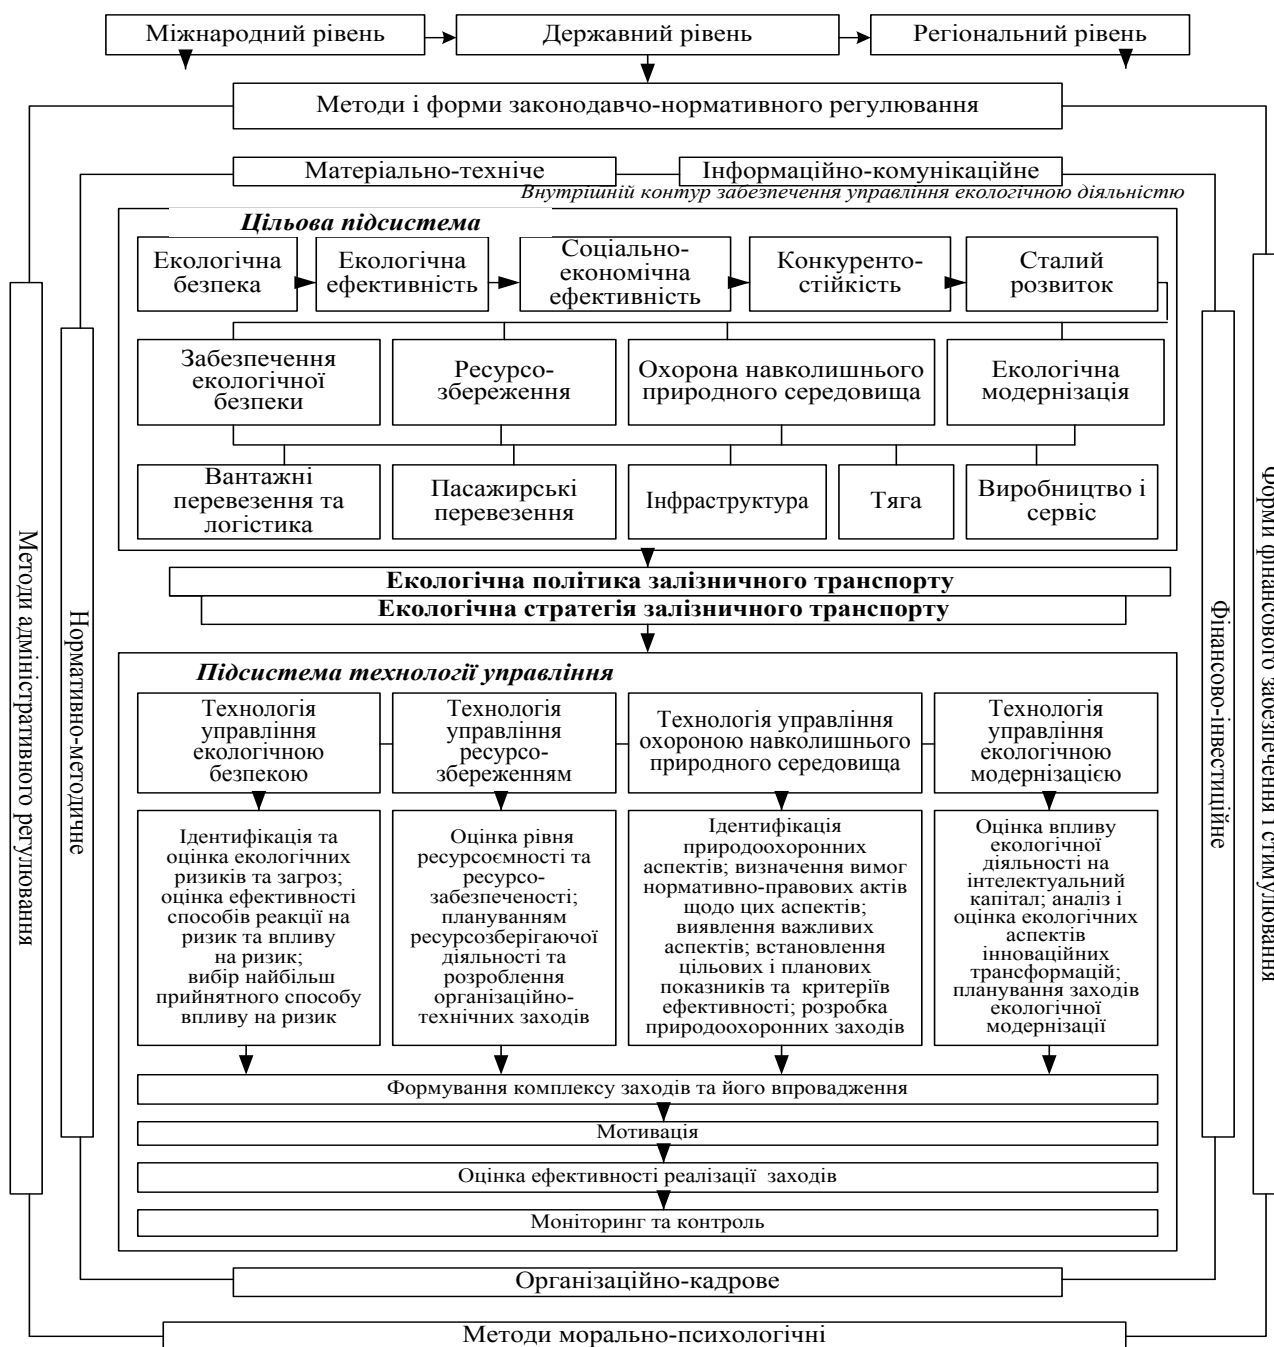 Міжнародний рівень
Державний рівень
Регіональний рівень
Методи і форми законодавчо-нормативного регулювання
Матеріально-техніче
Інформаційно-комунікаційне
Внутрішній контур забезпечення управління екологічною діяльністю
Цільова підсистема
Екологічна
безпека
Екологічна
ефективність
Соціально-
економічна
ефективність
Конкуренто-
стійкість
Сталий
розвиток
Забезпечення
екологічної
безпеки
Ресурсо-
збереження
Охорона навколишнього
природного середовища
Екологічна
модернізація
Вантажні
перевезення та
логістика
Пасажирські
перевезення
Інфраструктура
Тяга
Виробництво і
сервіс
Екологічна політика залізничного транспорту
Екологічна стратегія залізничного транспорту
Підсистема технології управління
Технологія
управління
екологічною
безпекою
Технологія
управління
ресурсо-
збереженням
Технологія управління
охороною навколишнього
природного середовища
Технологія
управління
екологічною
модернізацією
Ідентифікація та
оцінка екологічних
ризиків та загроз;
оцінка ефективності
способів реакції на
ризик та впливу
на ризик;
вибір найбільш
прийнятного способу
впливу на ризик
Оцінка рівня
ресурсоємності та
ресурсо-
забезпеченості;
плануванням
ресурсозберігаючої
діяльності та
розроблення
організаційно-
технічних заходів
Ідентифікація
природоохоронних
аспектів; визначення вимог
нормативно-правових актів
щодо цих аспектів;
виявлення важливих
аспектів; встановлення
цільових і планових
показників та критеріїв
ефективності; розробка
природоохоронних заходів
Оцінка впливу
екологічної
діяльності на
інтелектуальний
капітал; аналіз і
оцінка екологічних
аспектів
інноваційних
трансформацій;
планування заходів
екологічної
модернізації
Формування комплексу заходів та його впровадження
Мотивація
Оцінка ефективності реалізації заходів
Моніторинг та контроль
Організаційно-кадрове
Методи морально-психологічні
Методи адміністративного регулювання
Нормативно-методичне
Фінансово-інвестиційне
Форми фінансового забезпечення і стимулювання